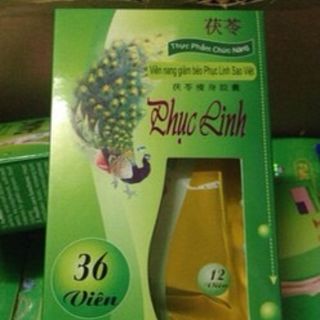 茯苓
Thực Phẩm Chức Năng
Viên nang giảm béo Phục Linh Sao Việt
茯苓瘦身胶囊
Phục Linh
36
Viên
12
Viên